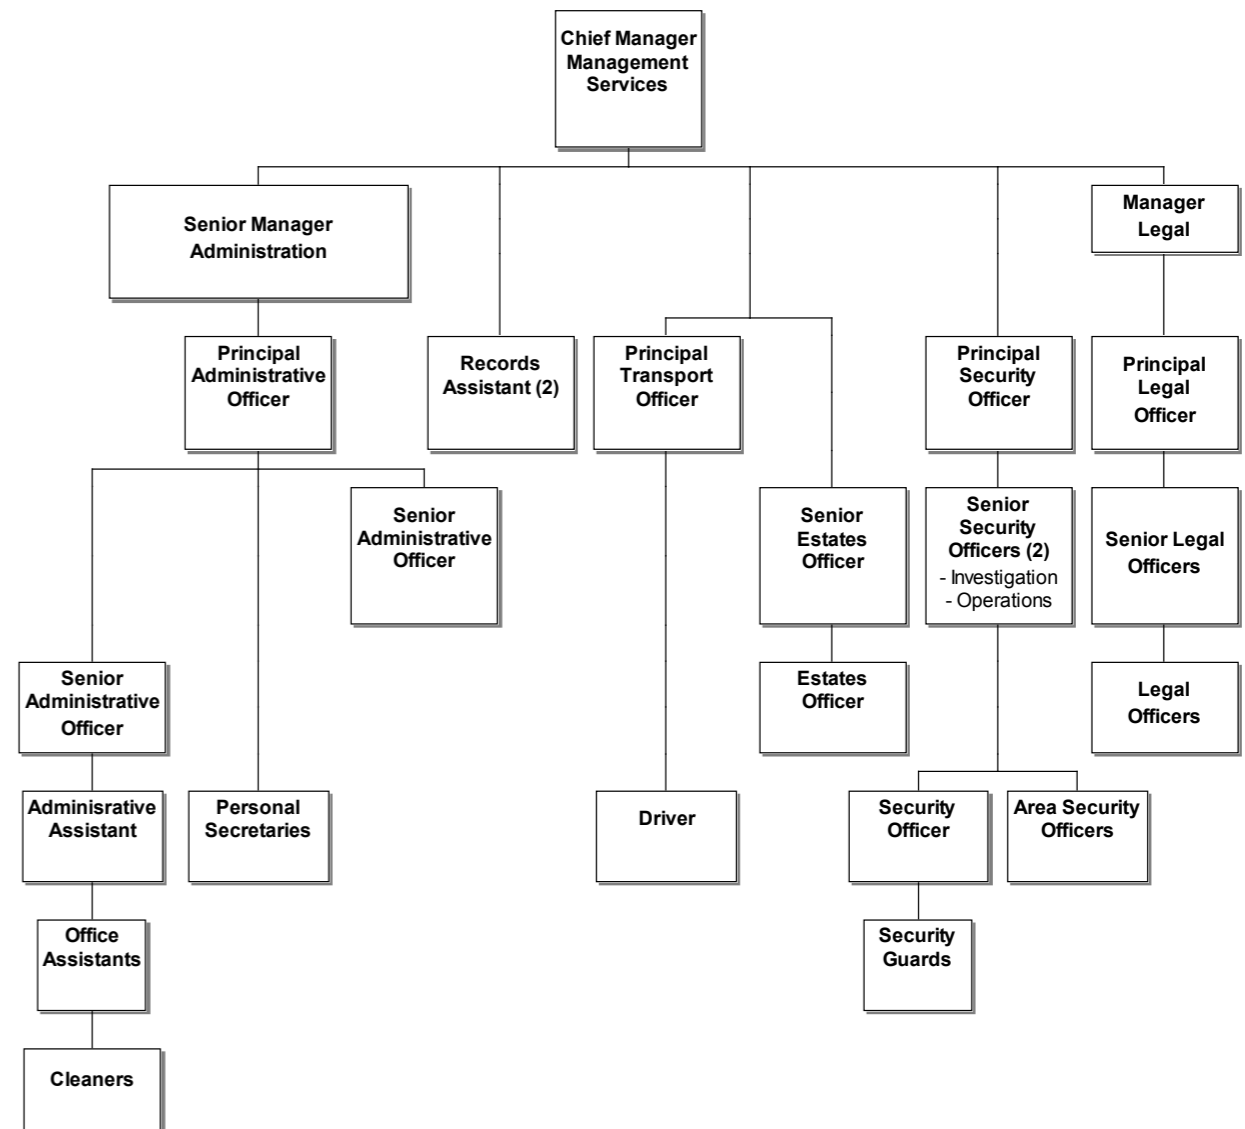 Chief Manager
Management
Services
Senior Manager
Administration
Manager
Legal
Principal
Administrative
Officer
Records
Assistant (2)
Principal
Transport
Officer
Principal
Security
Officer
Principal
Legal
Officer
Senior
Administrative
Officer
Senior
Estates
Officer
Senior
Security
Officers (2)
- Investigation
- Operations
Senior Legal
Officers
Senior
Administrative
Officer
Estates
Officer
Legal
Officers
Adminisrative
Assistant
Personal
Secretaries
Driver
Security
Officer
Area Security
Officers
Office
Assistants
Security
Guards
Cleaners